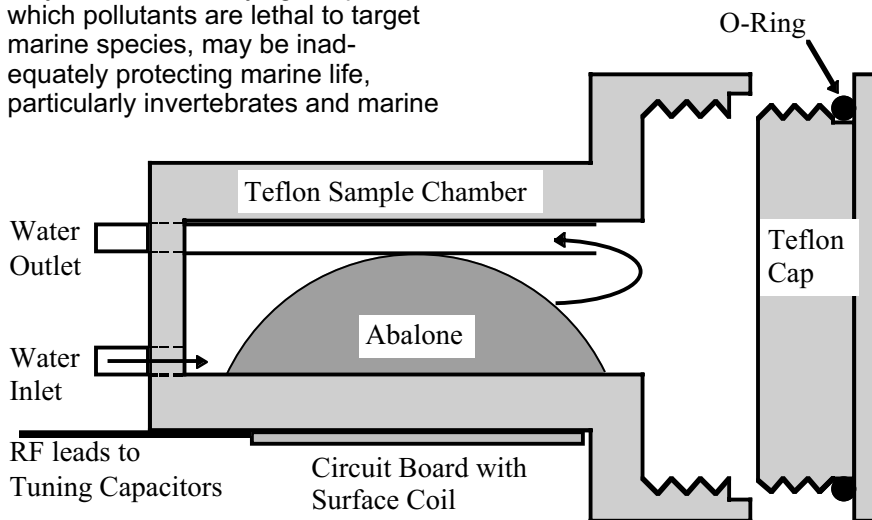 which pollutants are lethal to target
marine species, may be inad-
equately protecting marine life,
particularly invertebrates and marine
O-Ring
Teflon Sample Chamber
Water
Outlet
Teflon
Cap
Abalone
Water
Inlet
RF leads to
Tuning Capacitors
Circuit Board with
Surface Coil